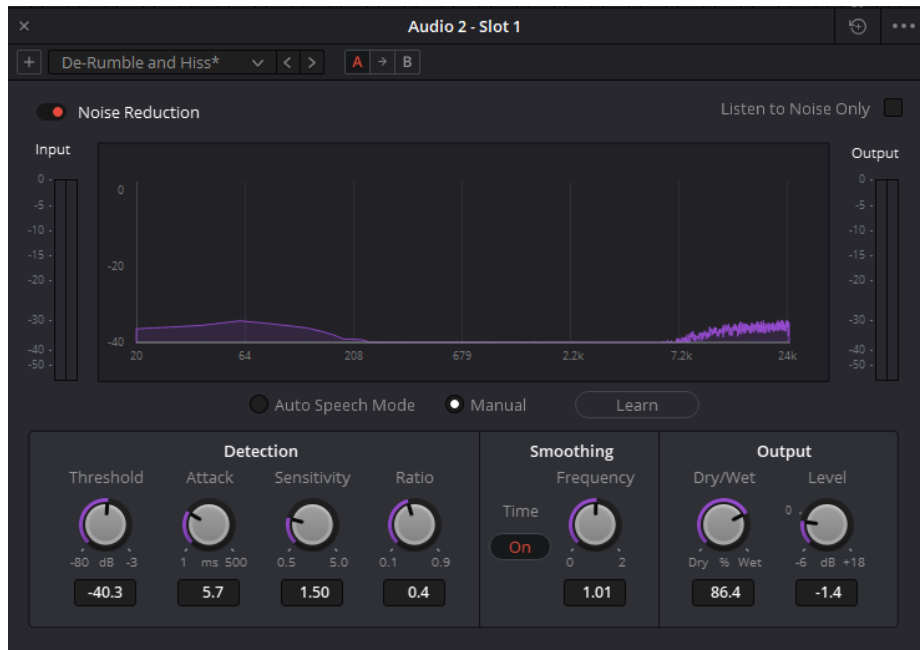 Audio 2 - Slot 1
De-Rumble and Hiss*
A B
Noise Reduction
Listen to Noise Only
Input
Output
0
-5
-10
-15
-20
-30
-40
-50
0
-20
-40
20 64 208 679 2.2k 7.2k 24k
0
-5
-10
-15
-20
-30
-40
-50
Auto Speech Mode Manual Learn
Detection Smoothing Output
Threshold Attack Sensitivity Ratio Frequency Dry/Wet Level
Time
0
On
-80 dB -3 1 ms 500 0.5 5.0 0.1 0.9 0 2 Dry % Wet -6 dB +18
-40.3 5.7 1.50 0.4 1.01 86.4 -1.4